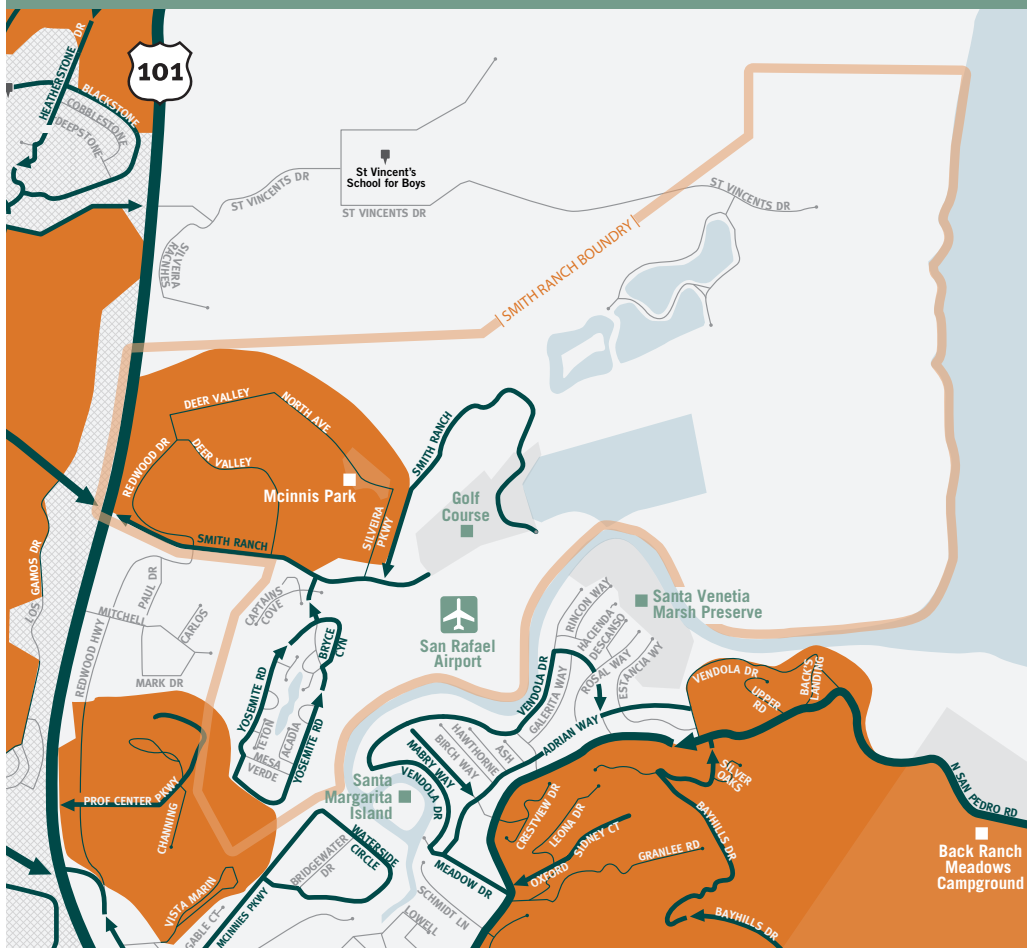 HEATHERSTONE DR
101
BLACKSTONE
COBBLESTONE
DEEPSTONE
St Vincent's
School for Boys
ST VINCENTS DR
ST VINCENTS DR
ST VINCENTS DR
SILVEIRA
RACNHES
SMITH RANCH BOUNDRY
DEER VALLEY
NORTH AVE
REDWOOD DR
DEER VALLEY
SMITH RANCH
Mcinnis Park
Golf
Course
SILVEIRA
PKWY
SMITH RANCH
LOS GAMOS DR
PAUL DR
MITCHELL
CARLOS
REDWOOD HWY
MARK DR
CAPTAINS
COVE
BRYCE
CYN
San Rafael
Airport
Santa Venetia
Marsh Preserve
RINCON WAY
HACIENDA
DESCANSO
ROSAL WAY
ESTANCIA WY
GALERITA WAY
VENDOLA DR
ADRIAN WAY
VENDOLA DR
UPPER
RD
BACK'S
LANDING
YOSEMITE RD
TETON
ACADIA
MESA
VERDE
YOSEMITE RD
MABRY WAY
HAWTHORNE
BIRCH WAY
ASH
VENDOLA DR
Santa
Margarita
Island
PROF CENTER PKWY
CHANNING
SILVER
OAKS
N SAN PEDRO RD
CRESTVIEW DR
LEONA DR
SIDNEY CT
OXFORD
GRANLEE RD
BAYHILLS DR
BAYHILLS DR
Back Ranch
Meadows
Campground
WATERSIDE
CIRCLE
BRIDGEWATER
DR
MEADOW DR
SCHMIDT LN
LOWELL
VISTA MARIN
GABLE CT
MCINNIES PKWY